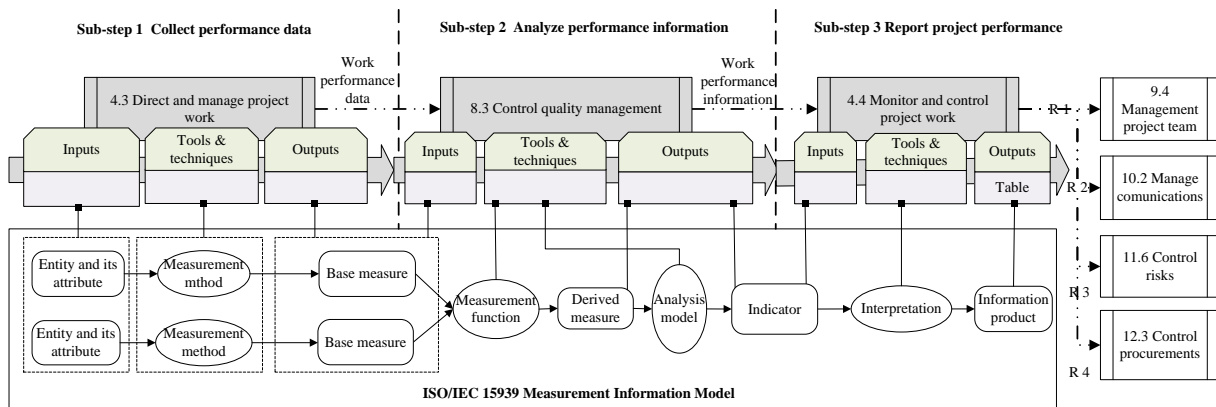 Sub-step 1 Collect performance data
Sub-step 2 Analyze performance information
Sub-step 3 Report project performance
4.3 Direct and manage project
work
Work
performance
data
8.3 Control quality management
Work
performance
information
4.4 Monitor and control
project work
R 1
9.4
Management
project team
Inputs
Tools &
techniques
Outputs
Inputs
Tools &
techniques
Outputs
Inputs
Tools &
techniques
Outputs
Table
R 2
10.2 Manage
comunications
Entity and its
attribute
Measurement
mthod
Base measure
Entity and its
attribute
Measurement
method
Base measure
Measurement
function
Derived
measure
Analysis
model
Indicator
Interpretation
Information
product
11.6 Control
risks
R 3
12.3 Control
procurements
R 4
ISO/IEC 15939 Measurement Information Model